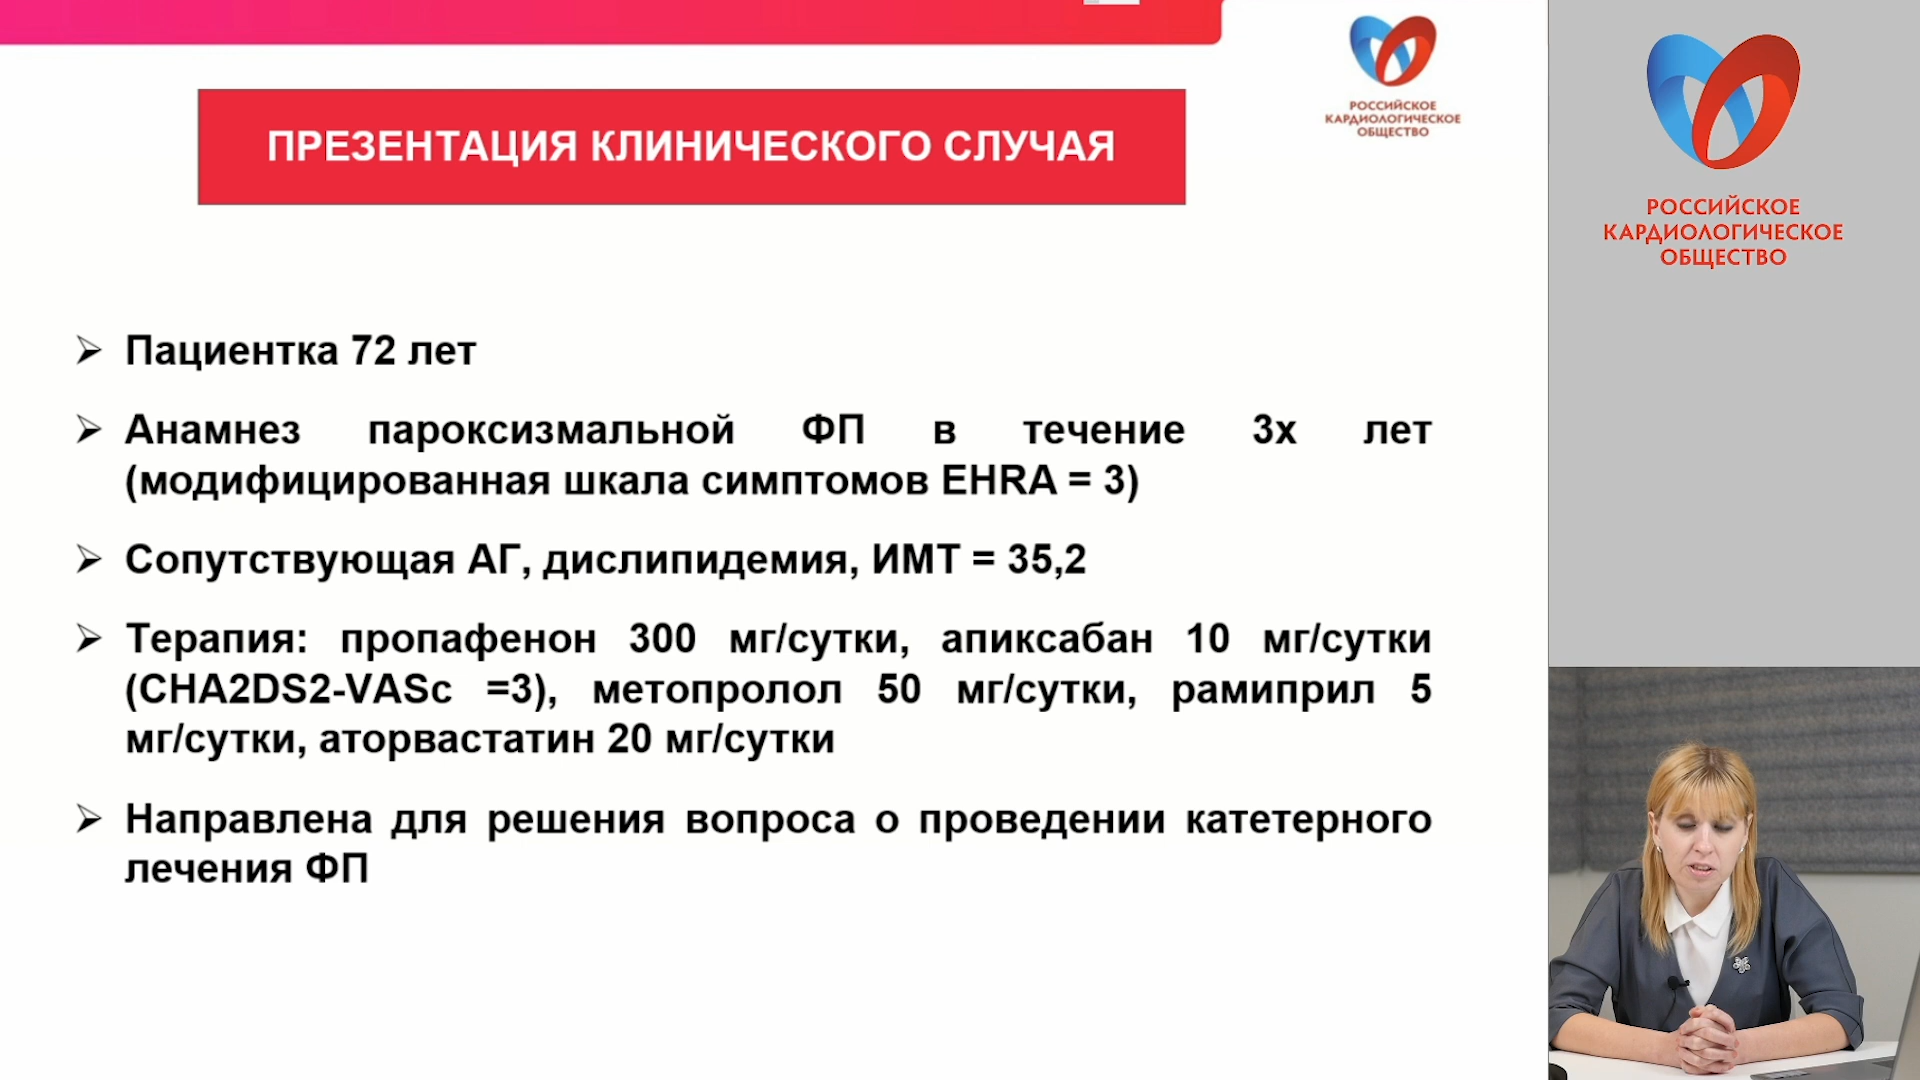 ПРЕЗЕНТАЦИЯ КЛИНИЧЕСКОГО СЛУЧАЯ
РОССИЙСКОЕ
КАРДИОЛОГИЧЕСКОЕ
ОБЩЕСТВО
Пациентка 72 лет
Анамнез пароксизмальной ФП в течение 3х лет
(модифицированная шкала симптомов EHRA = 3)
Сопутствующая АГ, дислипидемия, ИМТ = 35,2
Терапия: пропафенон 300 мг/сутки, апиксабан 10 мг/сутки
(CHA2DS2-VASc =3), метопролол 50 мг/сутки, рамиприл 5
мг/сутки, аторвастатин 20 мг/сутки
Направлена для решения вопроса о проведении катетерного
лечения ФП
РОССИЙСКОЕ
КАРДИОЛОГИЧЕСКОЕ
ОБЩЕСТВО